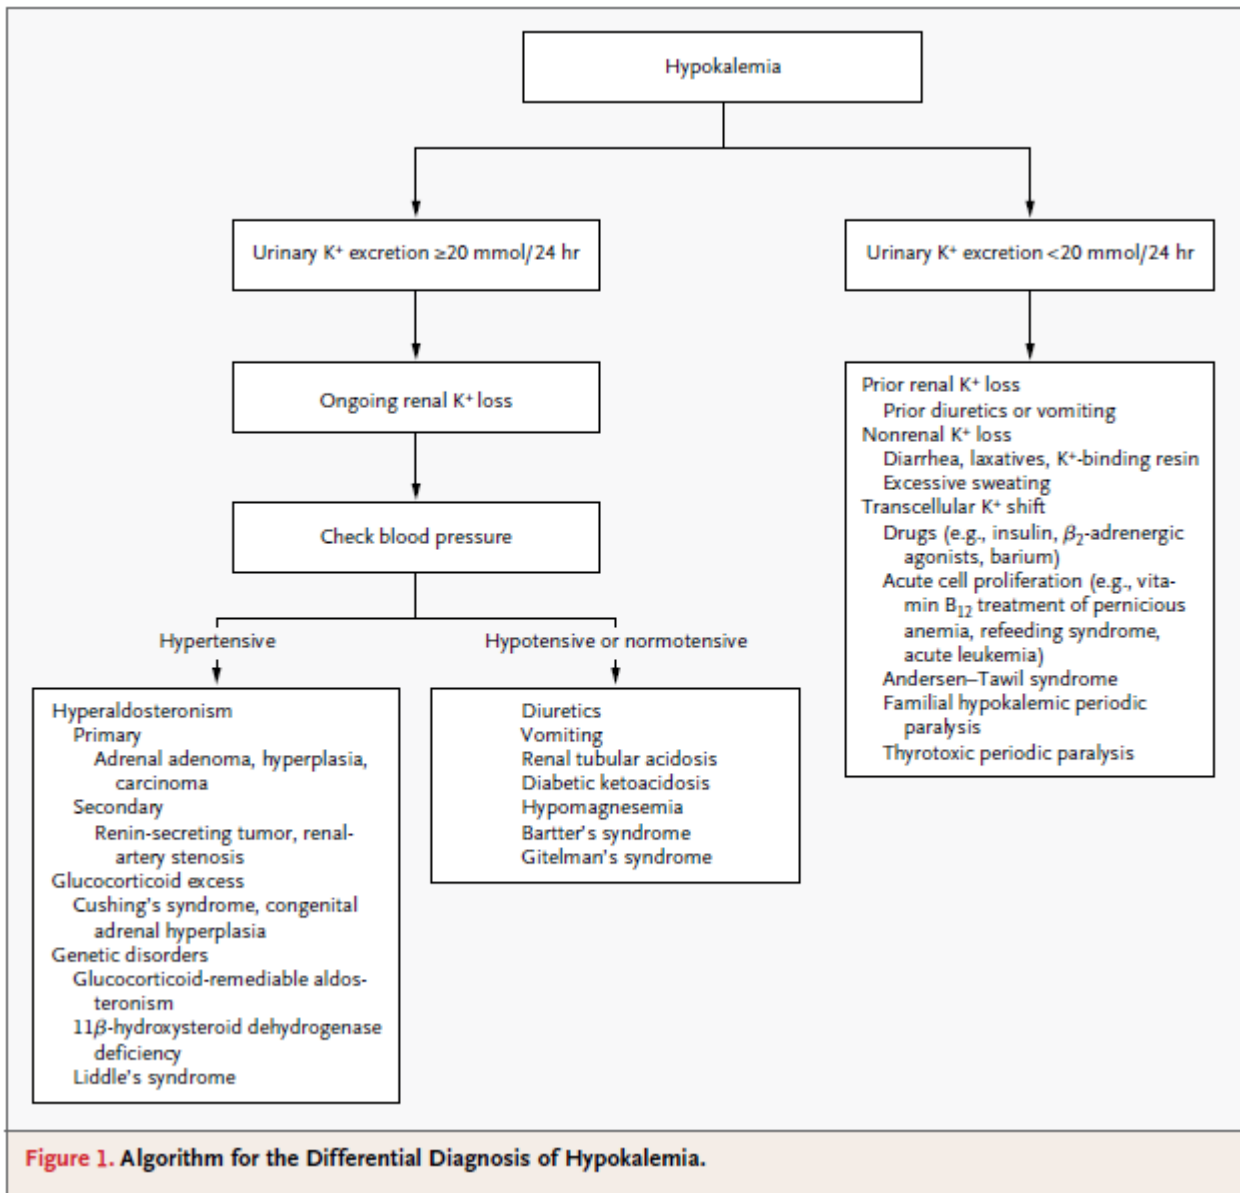 Hypokalemia
Urinary K⁺ excretion ≥20 mmol/24 hr
Urinary K⁺ excretion <20 mmol/24 hr
Ongoing renal K⁺ loss
Check blood pressure
Hypertensive
Hypotensive or normotensive
Hyperaldosteronism
Primary
Adrenal adenoma, hyperplasia,
carcinoma
Secondary
Renin-secreting tumor, renal-
artery stenosis
Glucocorticoid excess
Cushing's syndrome, congenital
adrenal hyperplasia
Genetic disorders
Glucocorticoid-remediable aldos-
teronism
11β-hydroxysteroid dehydrogenase
deficiency
Liddle's syndrome
Diuretics
Vomiting
Renal tubular acidosis
Diabetic ketoacidosis
Hypomagnesemia
Bartter's syndrome
Gitelman's syndrome
Prior renal K⁺ loss
Prior diuretics or vomiting
Nonrenal K⁺ loss
Diarrhea, laxatives, K⁺-binding resin
Excessive sweating
Transcellular K⁺ shift
Drugs (e.g., insulin, β₂-adrenergic
agonists, barium)
Acute cell proliferation (e.g., vita-
min B₁₂ treatment of pernicious
anemia, refeeding syndrome,
acute leukemia)
Andersen–Tawil syndrome
Familial hypokalemic periodic
paralysis
Thyrotoxic periodic paralysis
Figure 1. Algorithm for the Differential Diagnosis of Hypokalemia.